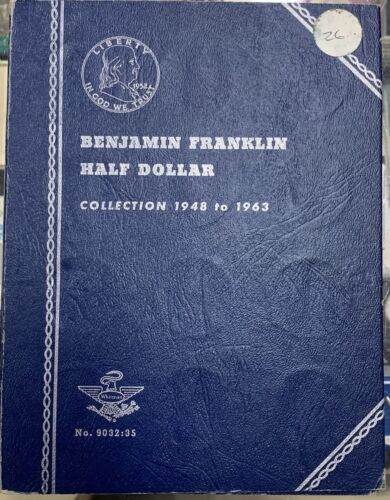 LIBERTY
1952
IN GOD WE TRUST
26
BENJAMIN FRANKLIN
HALF DOLLAR
COLLECTION 1948 to 1963
Whitman
No. 9032:35